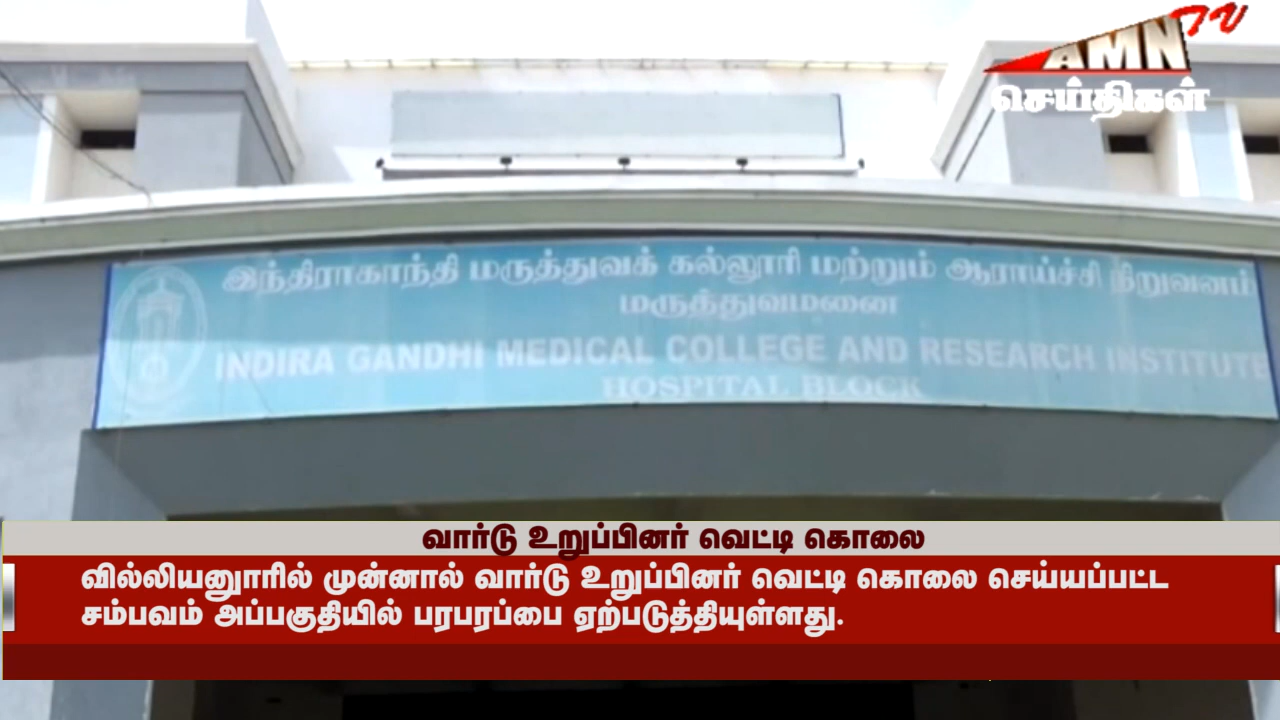 AMN TV
செய்திகள்
இந்திராகாந்தி மருத்துவக் கல்லூரி மற்றும் ஆராய்ச்சி நிறுவனம்
மருத்துவமனை
INDIRA GANDHI MEDICAL COLLEGE AND RESEARCH INSTITUTE
HOSPITAL BLOCK
வார்டு உறுப்பினர் வெட்டி கொலை
வில்லியனூரில் முன்னால் வார்டு உறுப்பினர் வெட்டி கொலை செய்யப்பட்ட
சம்பவம் அப்பகுதியில் பரபரப்பை ஏற்படுத்தியுள்ளது.